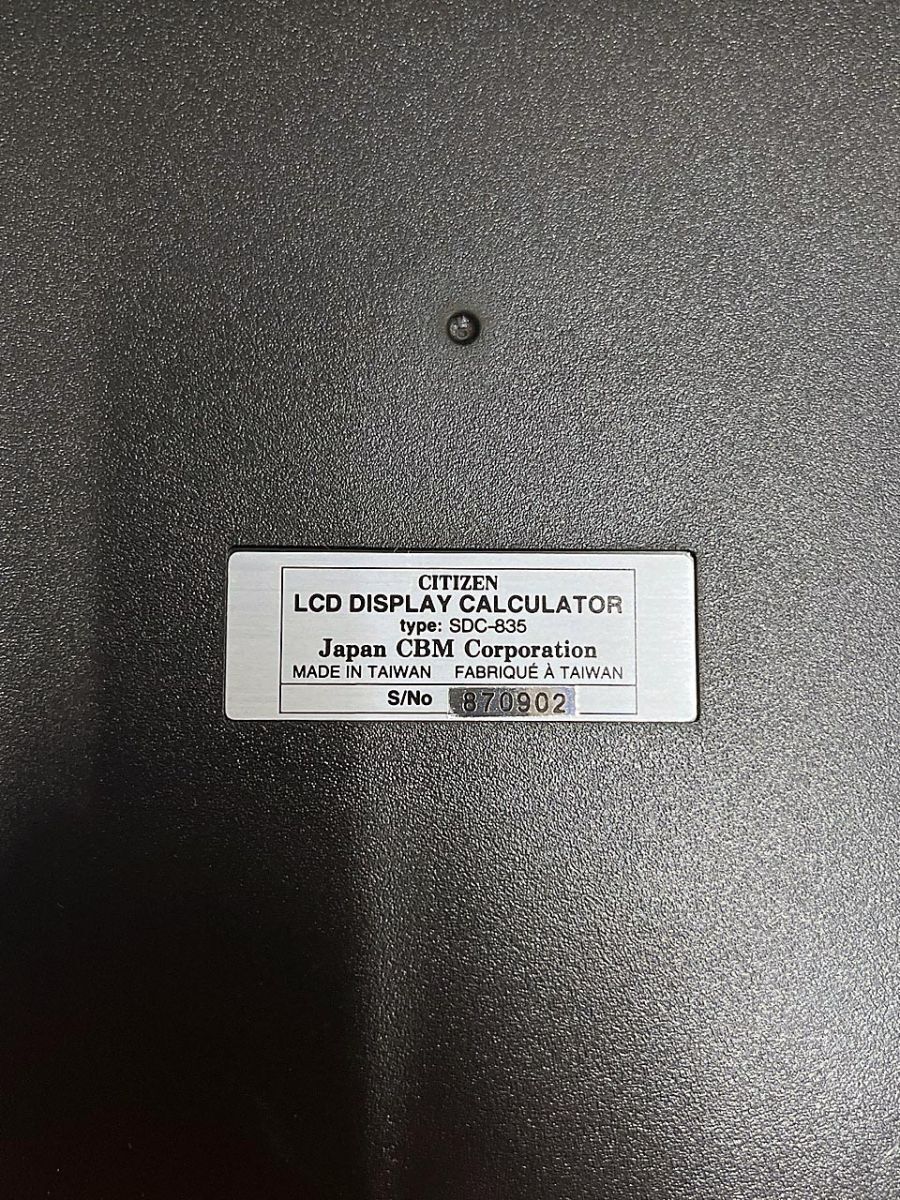 CITIZEN
LCD DISPLAY CALCULATOR
type: SDC-835
Japan CBM Corporation
MADE IN TAIWAN FABRIQUÉ À TAIWAN
S/No 870902